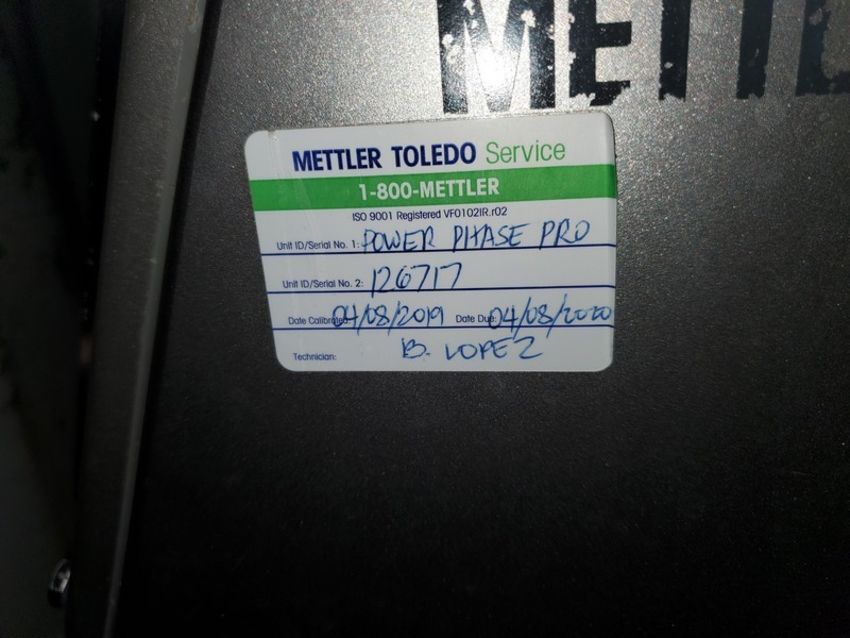 METTL
METTLER TOLEDO Service
1-800-METTLER
ISO 9001 Registered VF0102IR.r02
Unit ID/Serial No. 1: POWER PHASE PRO
Unit ID/Serial No. 2: 126717
Date Calibrated: 04/08/2019 Date Due: 04/08/2020
Technician: B. LOPEZ